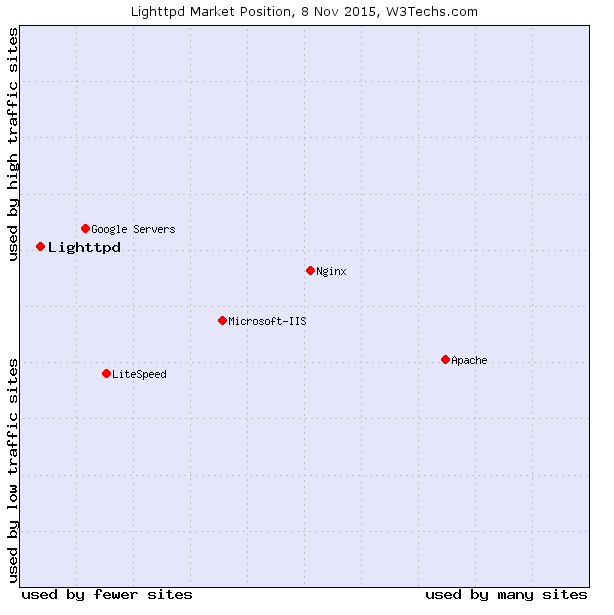 Lighttpd Market Position, 8 Nov 2015, W3Techs.com
used by high traffic sites
Google Servers
Lighttpd
Nginx
Microsoft-IIS
Apache
LiteSpeed
used by low traffic sites
used by fewer sites
used by many sites